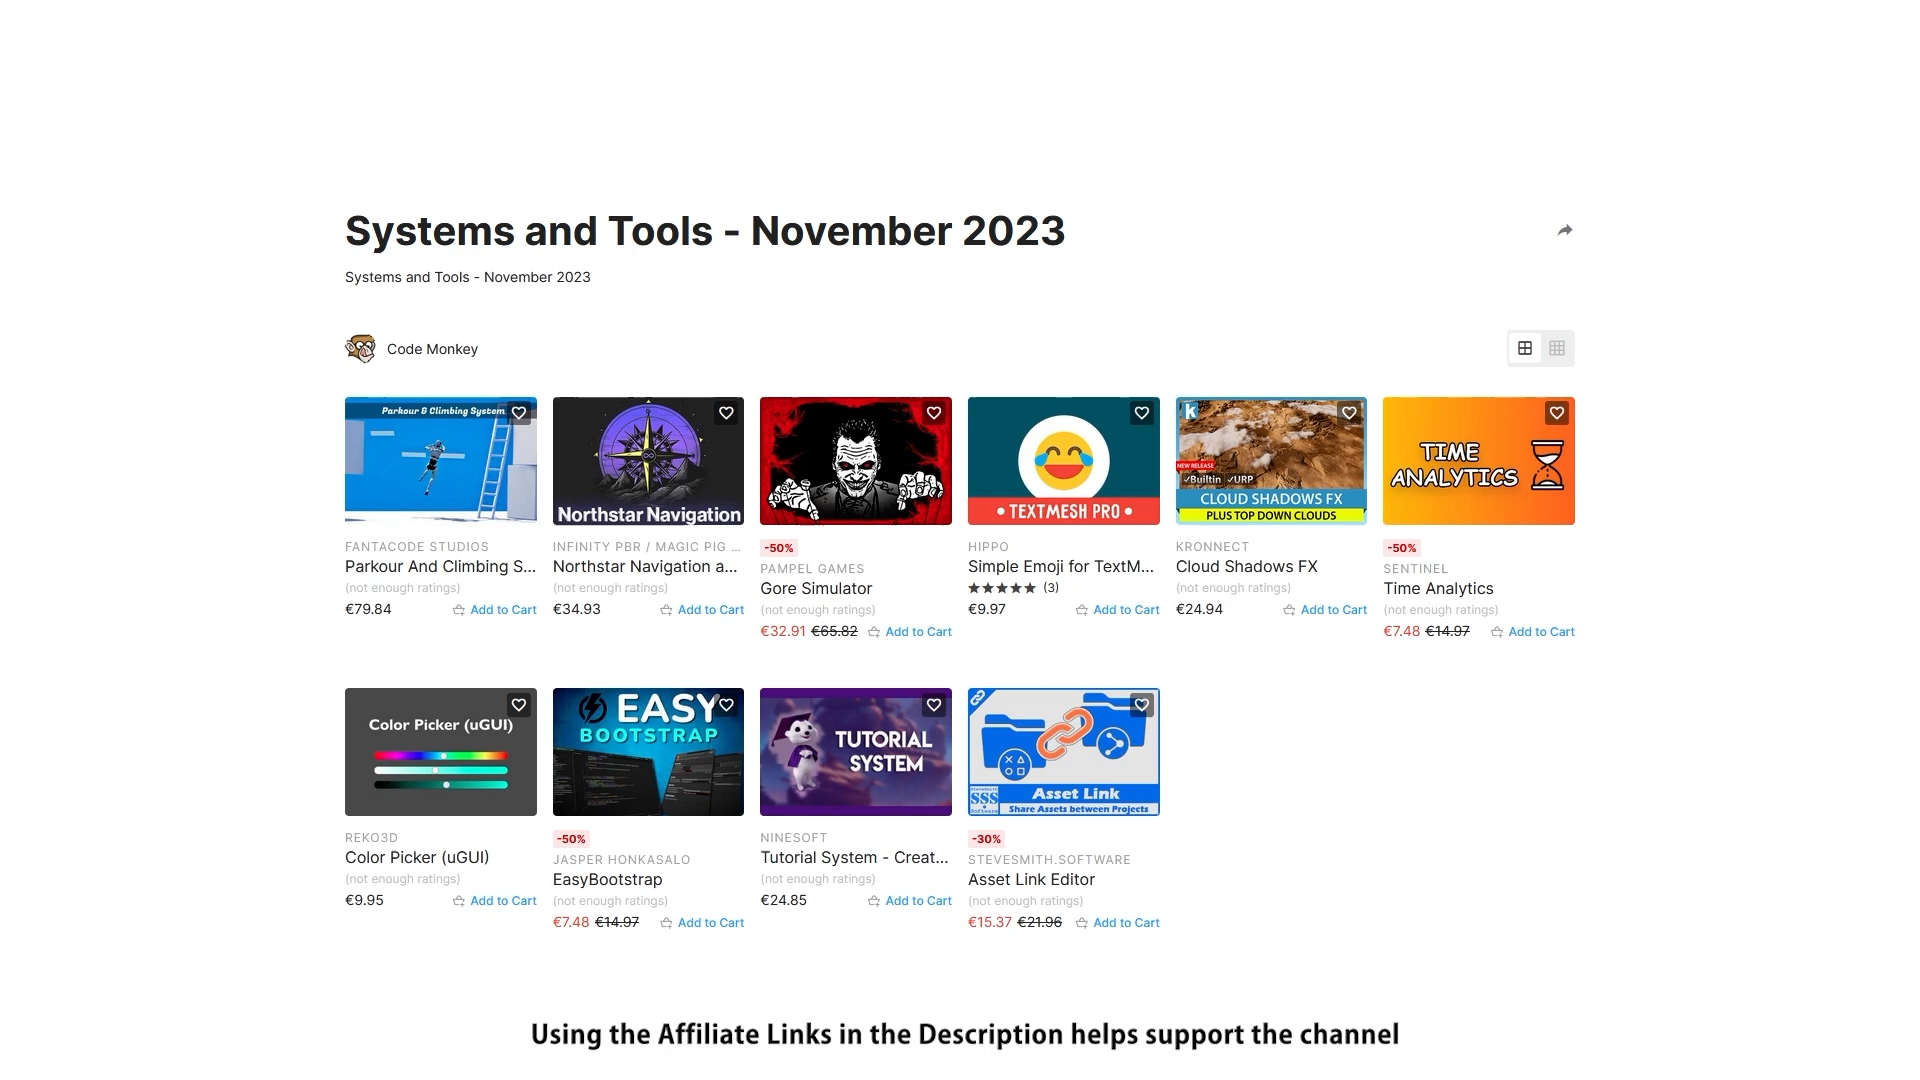 Systems and Tools - November 2023
Systems and Tools - November 2023
Code Monkey
Parkour & Climbing System
Northstar Navigation
TEXTMESH PRO
k
NEW RELEASE
✓Builtin ✓URP
CLOUD SHADOWS FX
PLUS TOP DOWN CLOUDS
TIME
ANALYTICS
FANTACODE STUDIOS
Parkour And Climbing S...
(not enough ratings)
€79.84 Add to Cart
INFINITY PBR / MAGIC PIG ...
Northstar Navigation a...
(not enough ratings)
€34.93 Add to Cart
-50%
PAMPEL GAMES
Gore Simulator
(not enough ratings)
€32.91 €65.82 Add to Cart
HIPPO
Simple Emoji for TextM...
★★★★★ (3)
€9.97 Add to Cart
KRONNECT
Cloud Shadows FX
(not enough ratings)
€24.94 Add to Cart
-50%
SENTINEL
Time Analytics
(not enough ratings)
€7.48 €14.97 Add to Cart
Color Picker (uGUI)
EASY
BOOTSTRAP
TUTORIAL
SYSTEM
SSS
Asset Link
Share Assets between Projects
REKO3D
Color Picker (uGUI)
(not enough ratings)
€9.95 Add to Cart
-50%
JASPER HONKASALO
EasyBootstrap
(not enough ratings)
€7.48 €14.97 Add to Cart
NINESOFT
Tutorial System - Creat...
(not enough ratings)
€24.85 Add to Cart
-30%
STEVESMITH.SOFTWARE
Asset Link Editor
(not enough ratings)
€15.37 €21.96 Add to Cart
Using the Affiliate Links in the Description helps support the channel